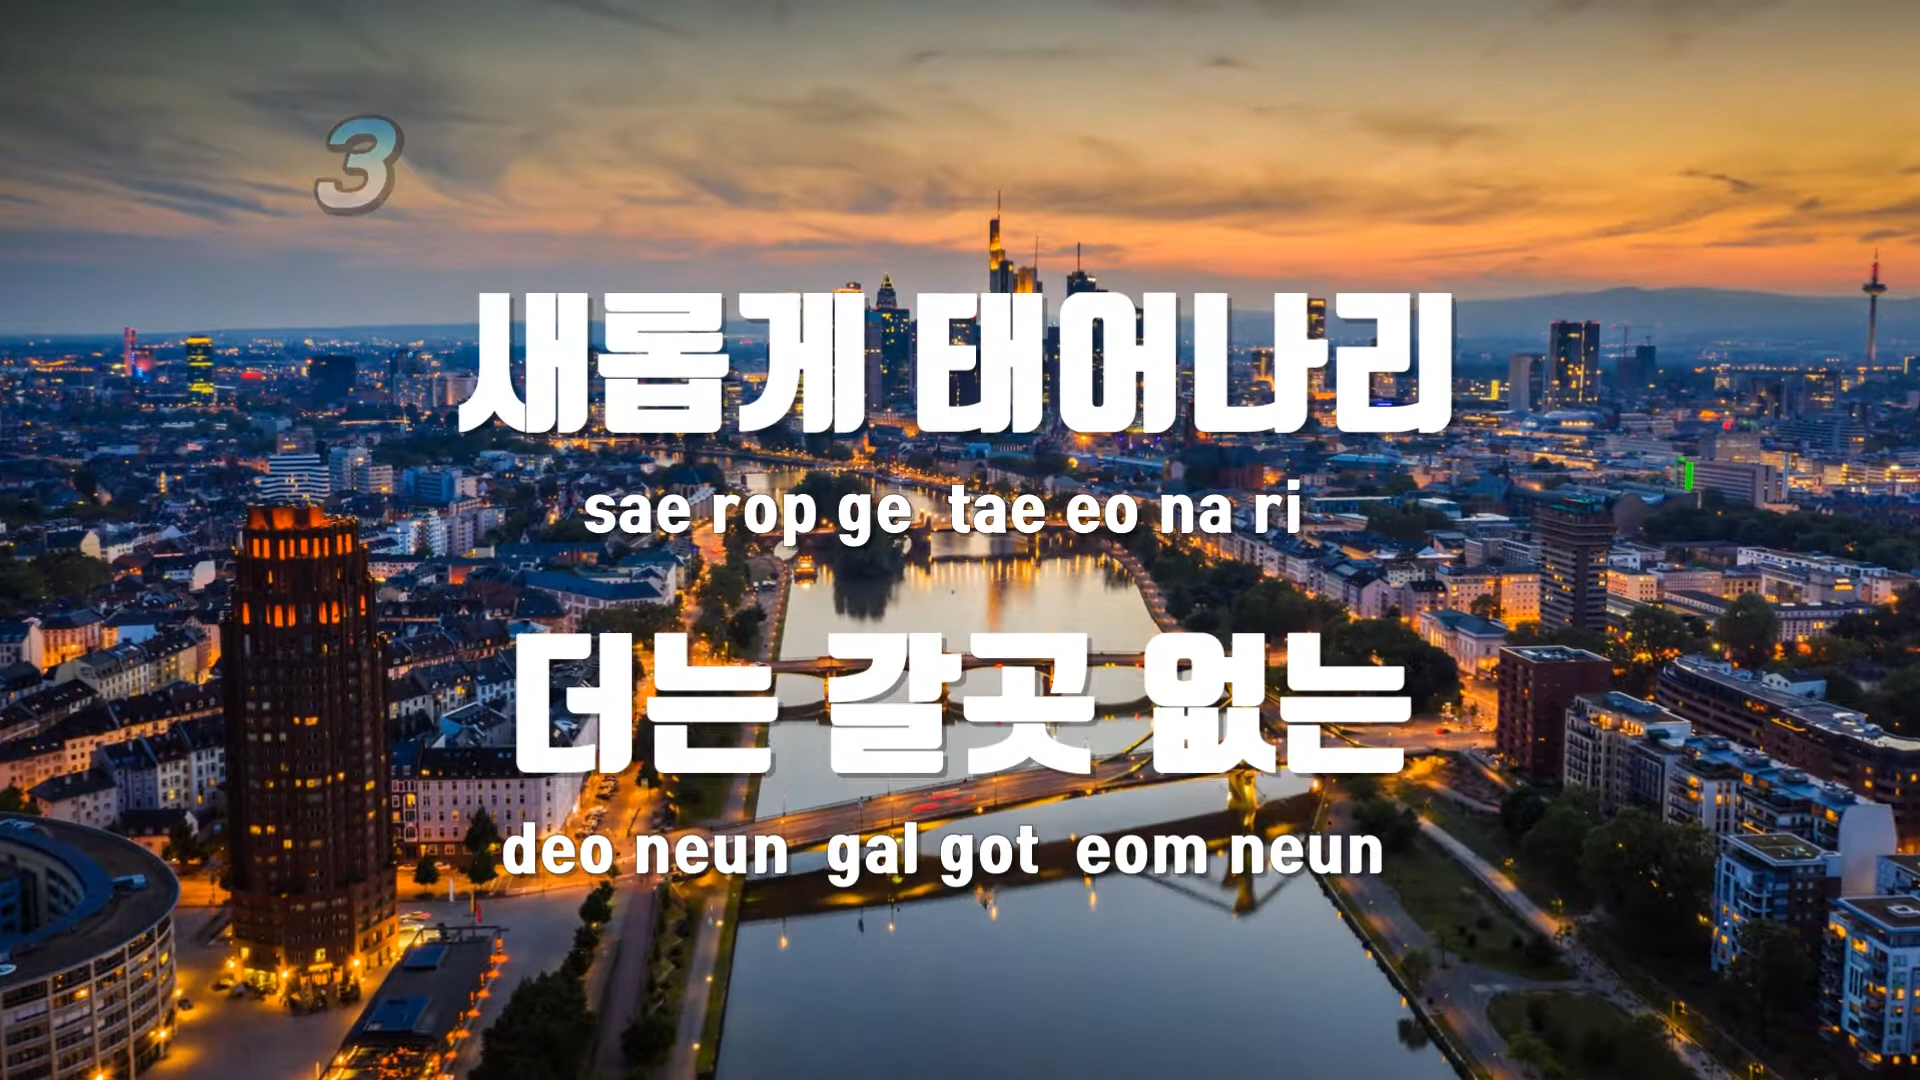 3
새롭게 태어나리
sae rop ge tae eo na ri
더는 갈곳 없는
deo neun gal got eom neun